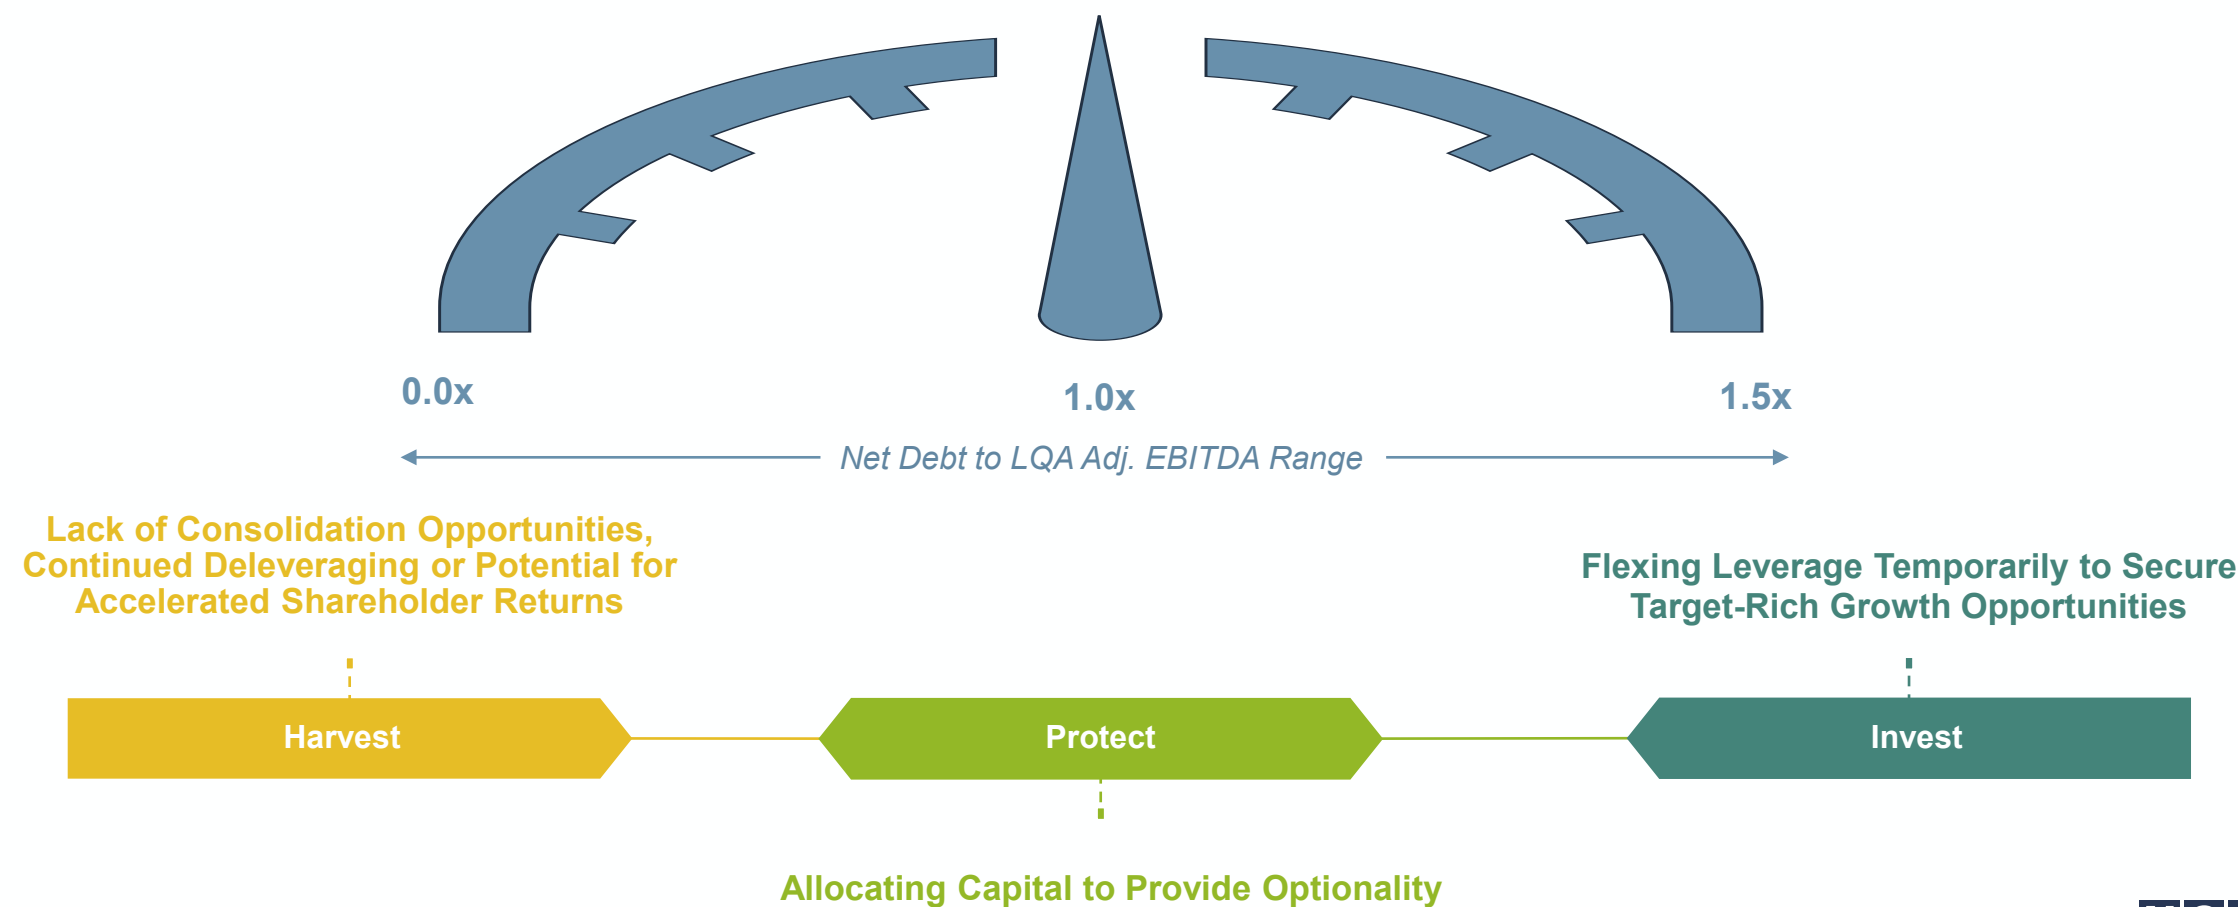 0.0x
1.0x
1.5x
Net Debt to LQA Adj. EBITDA Range
Lack of Consolidation Opportunities,
Continued Deleveraging or Potential for
Accelerated Shareholder Returns
Flexing Leverage Temporarily to Secure
Target-Rich Growth Opportunities
Harvest
Protect
Invest
Allocating Capital to Provide Optionality